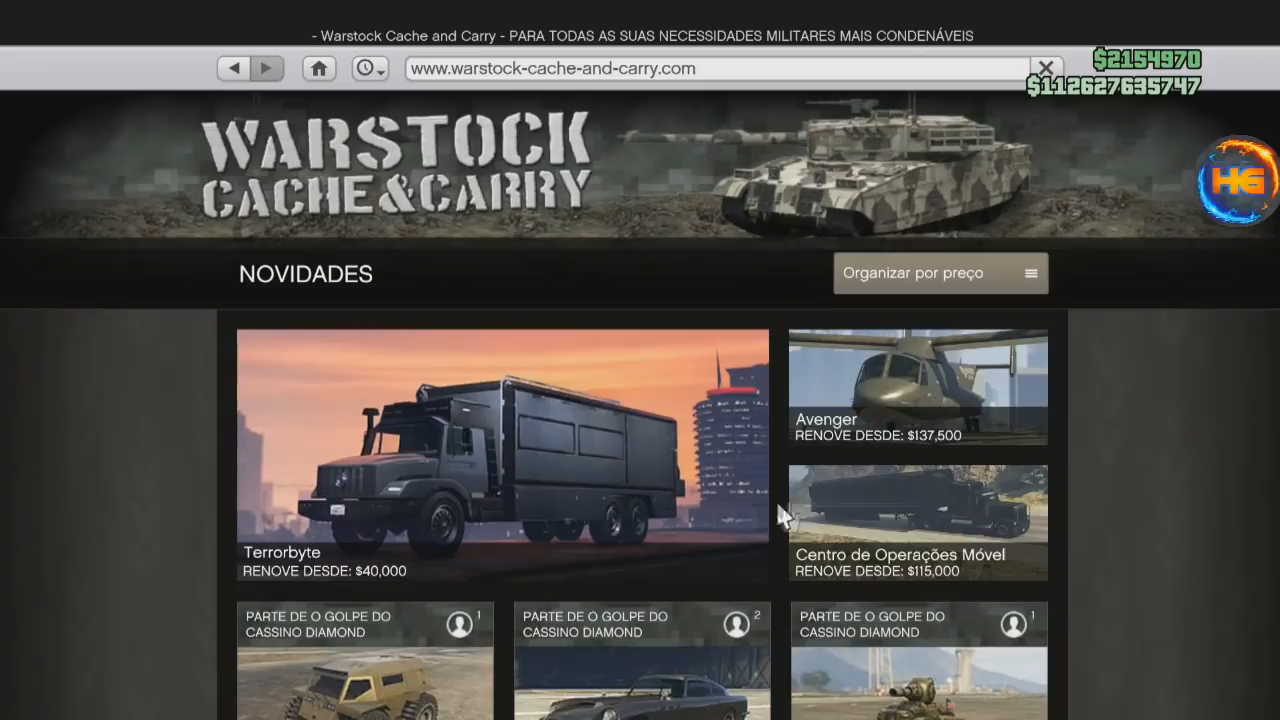 - Warstock Cache and Carry - PARA TODAS AS SUAS NECESSIDADES MILITARES MAIS CONDENÁVEIS
www.warstock-cache-and-carry.com
$2154970
$112627635747
WARSTOCK
CACHE & CARRY
HG
NOVIDADES
Organizar por preço
Terrorbyte
RENOVE DESDE: $40,000
Avenger
RENOVE DESDE: $137,500
Centro de Operações Móvel
RENOVE DESDE: $115,000
PARTE DE O GOLPE DO
CASSINO DIAMOND
1
PARTE DE O GOLPE DO
CASSINO DIAMOND
2
PARTE DE O GOLPE DO
CASSINO DIAMOND
1